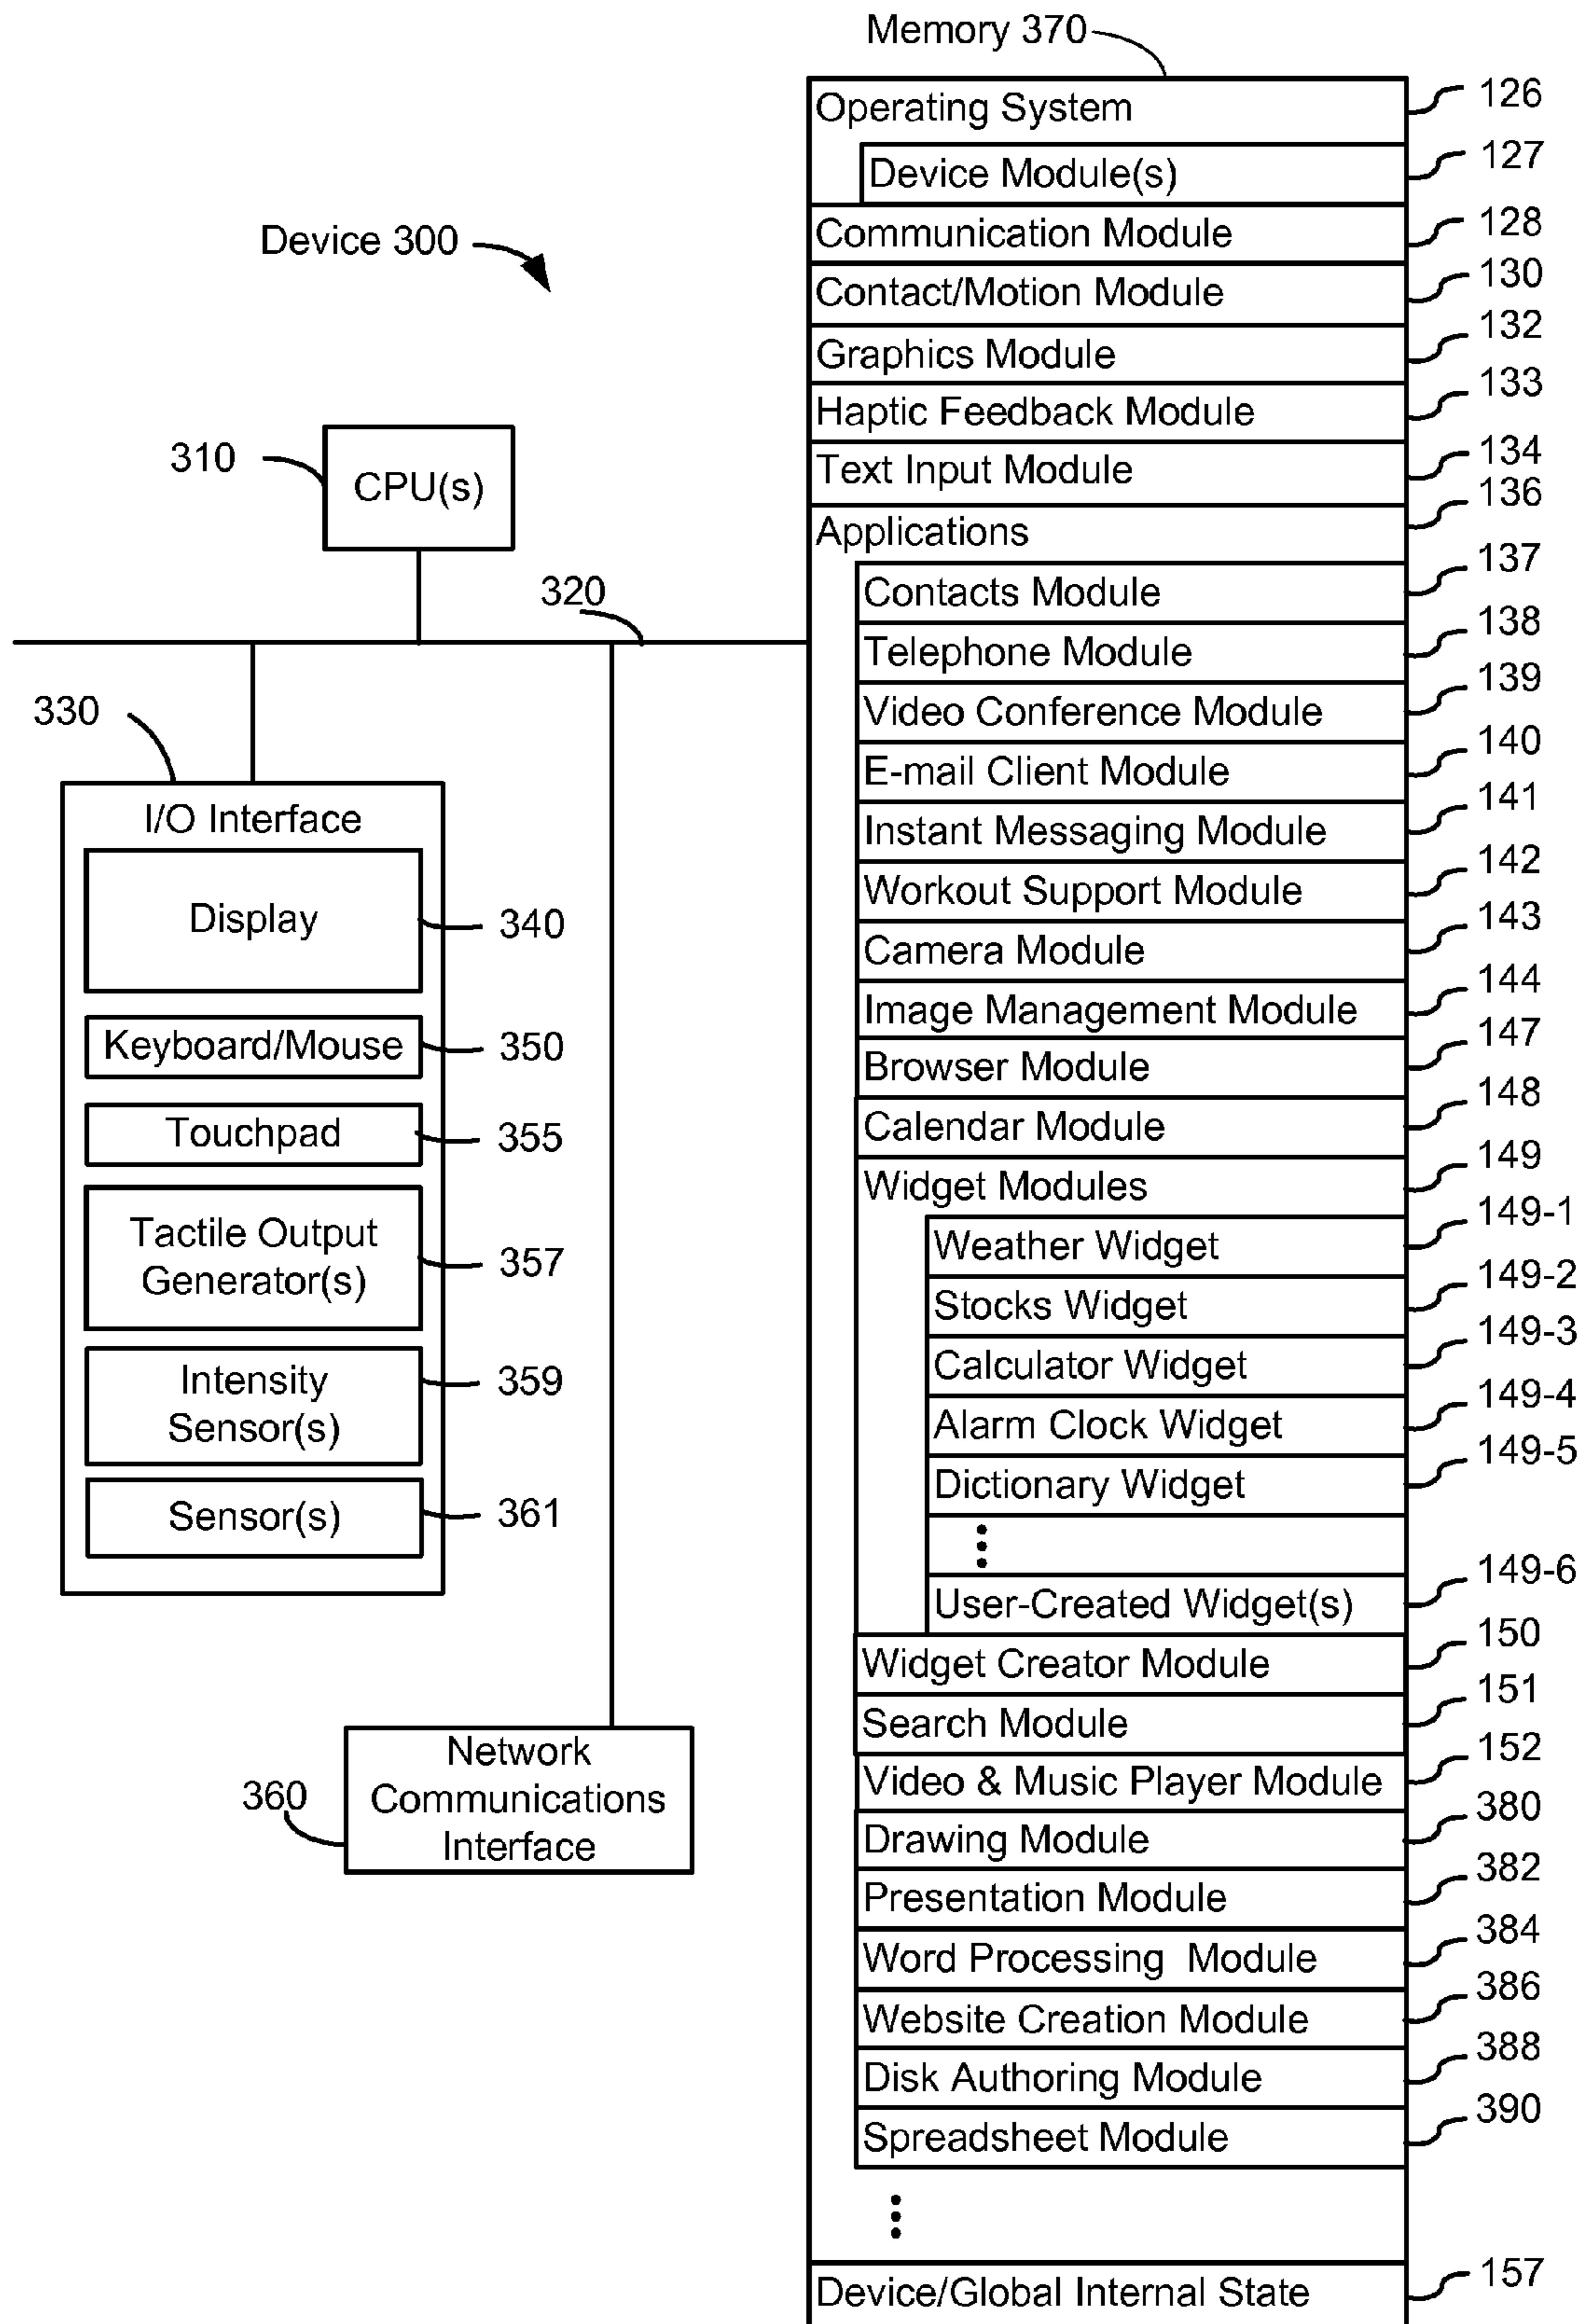 Memory 370
Operating System 126
Device Module(s) 127
Communication Module 128
Contact/Motion Module 130
Graphics Module 132
Haptic Feedback Module 133
Text Input Module 134
Applications 136
Contacts Module 137
Telephone Module 138
Video Conference Module 139
E-mail Client Module 140
Instant Messaging Module 141
Workout Support Module 142
Camera Module 143
Image Management Module 144
Browser Module 147
Calendar Module 148
Widget Modules 149
Weather Widget 149-1
Stocks Widget 149-2
Calculator Widget 149-3
Alarm Clock Widget 149-4
Dictionary Widget 149-5
User-Created Widget(s) 149-6
Widget Creator Module 150
Search Module 151
Video & Music Player Module 152
Drawing Module 380
Presentation Module 382
Word Processing Module 384
Website Creation Module 386
Disk Authoring Module 388
Spreadsheet Module 390
Device/Global Internal State 157
Device 300
310
CPU(s)
320
330
I/O Interface
Display 340
Keyboard/Mouse 350
Touchpad 355
Tactile Output
Generator(s) 357
Intensity
Sensor(s) 359
Sensor(s) 361
360
Network
Communications
Interface